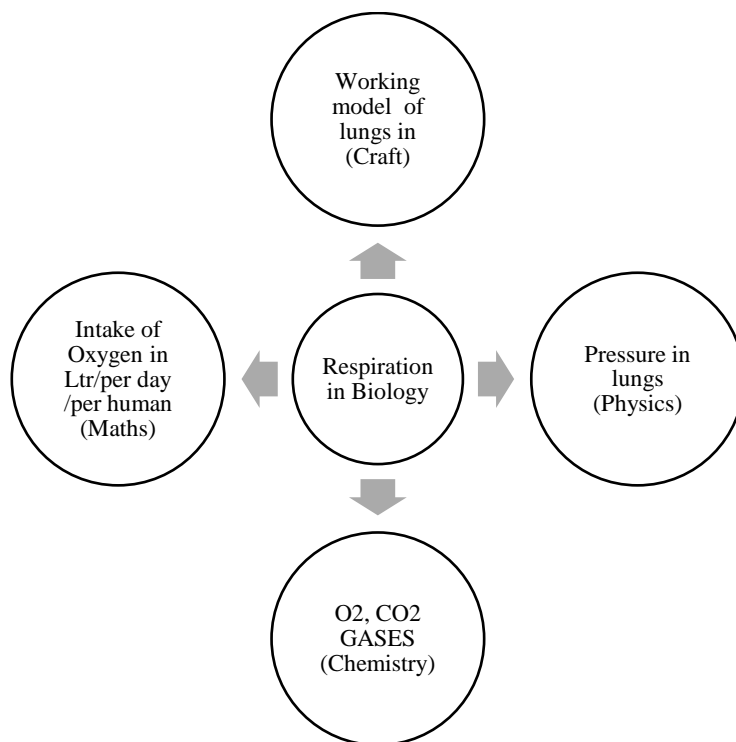 Working
model of
lungs in
(Craft)
Intake of
Oxygen in
Ltr/per day
/per human
(Maths)
Respiration
in Biology
Pressure in
lungs
(Physics)
O2, CO2
GASES
(Chemistry)